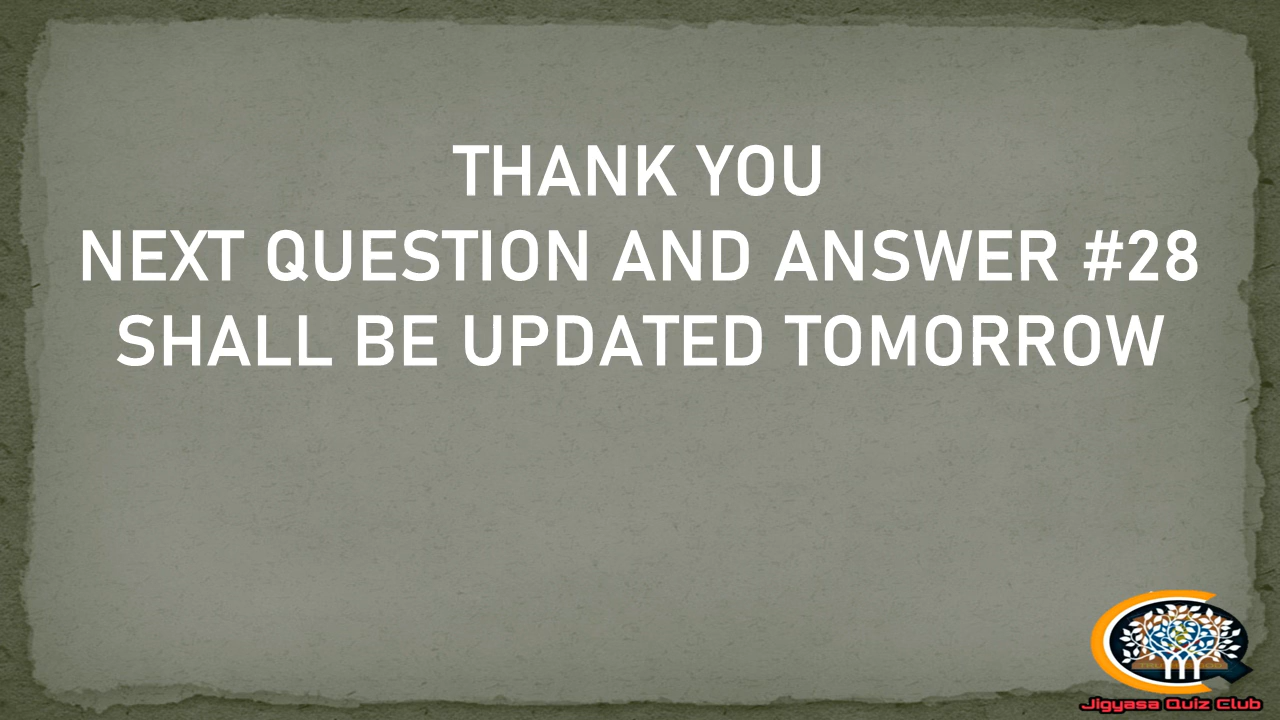 THANK YOU
NEXT QUESTION AND ANSWER #28
SHALL BE UPDATED TOMORROW
Jigyasa Quiz Club